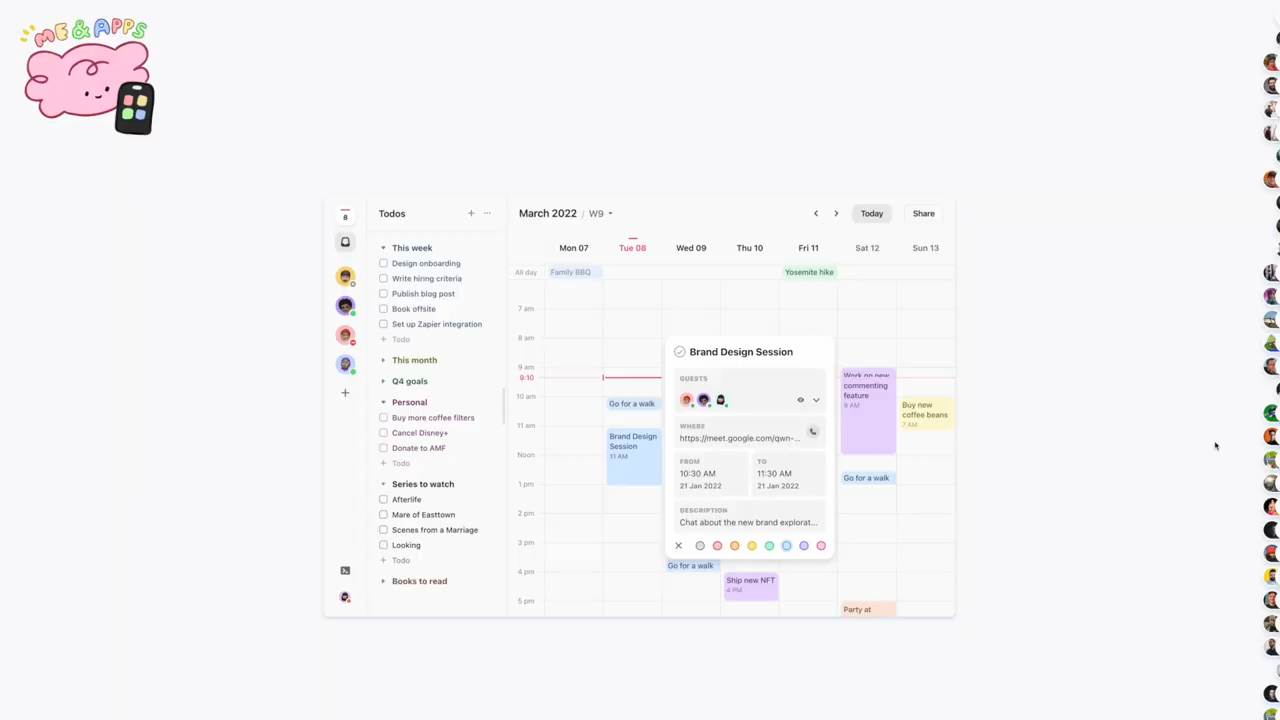 ME & APPS
8
Todos
This week
Design onboarding
Write hiring criteria
Publish blog post
Book offsite
Set up Zapier integration
Todo
This month
Q4 goals
Personal
Buy more coffee filters
Cancel Disney+
Donate to AMF
Todo
Series to watch
Afterlife
Mare of Easttown
Scenes from a Marriage
Looking
Todo
Books to read
March 2022 / W9
Today
Share
Mon 07
Tue 08
Wed 09
Thu 10
Fri 11
Sat 12
Sun 13
All day
Family BBQ
Yosemite hike
7 am
8 am
9 am
9:10
10 am
11 am
Noon
1 pm
2 pm
3 pm
4 pm
5 pm
Go for a walk
Brand Design
Session
11 AM
Brand Design Session
GUESTS
WHERE
https://meet.google.com/qwn-...
FROM
10:30 AM
21 Jan 2022
TO
11:30 AM
21 Jan 2022
DESCRIPTION
Chat about the new brand explorat...
Go for a walk
Ship new NFT
4 PM
Work on new
commenting
feature
9 AM
Go for a walk
Party at
Buy new
coffee beans
7 AM